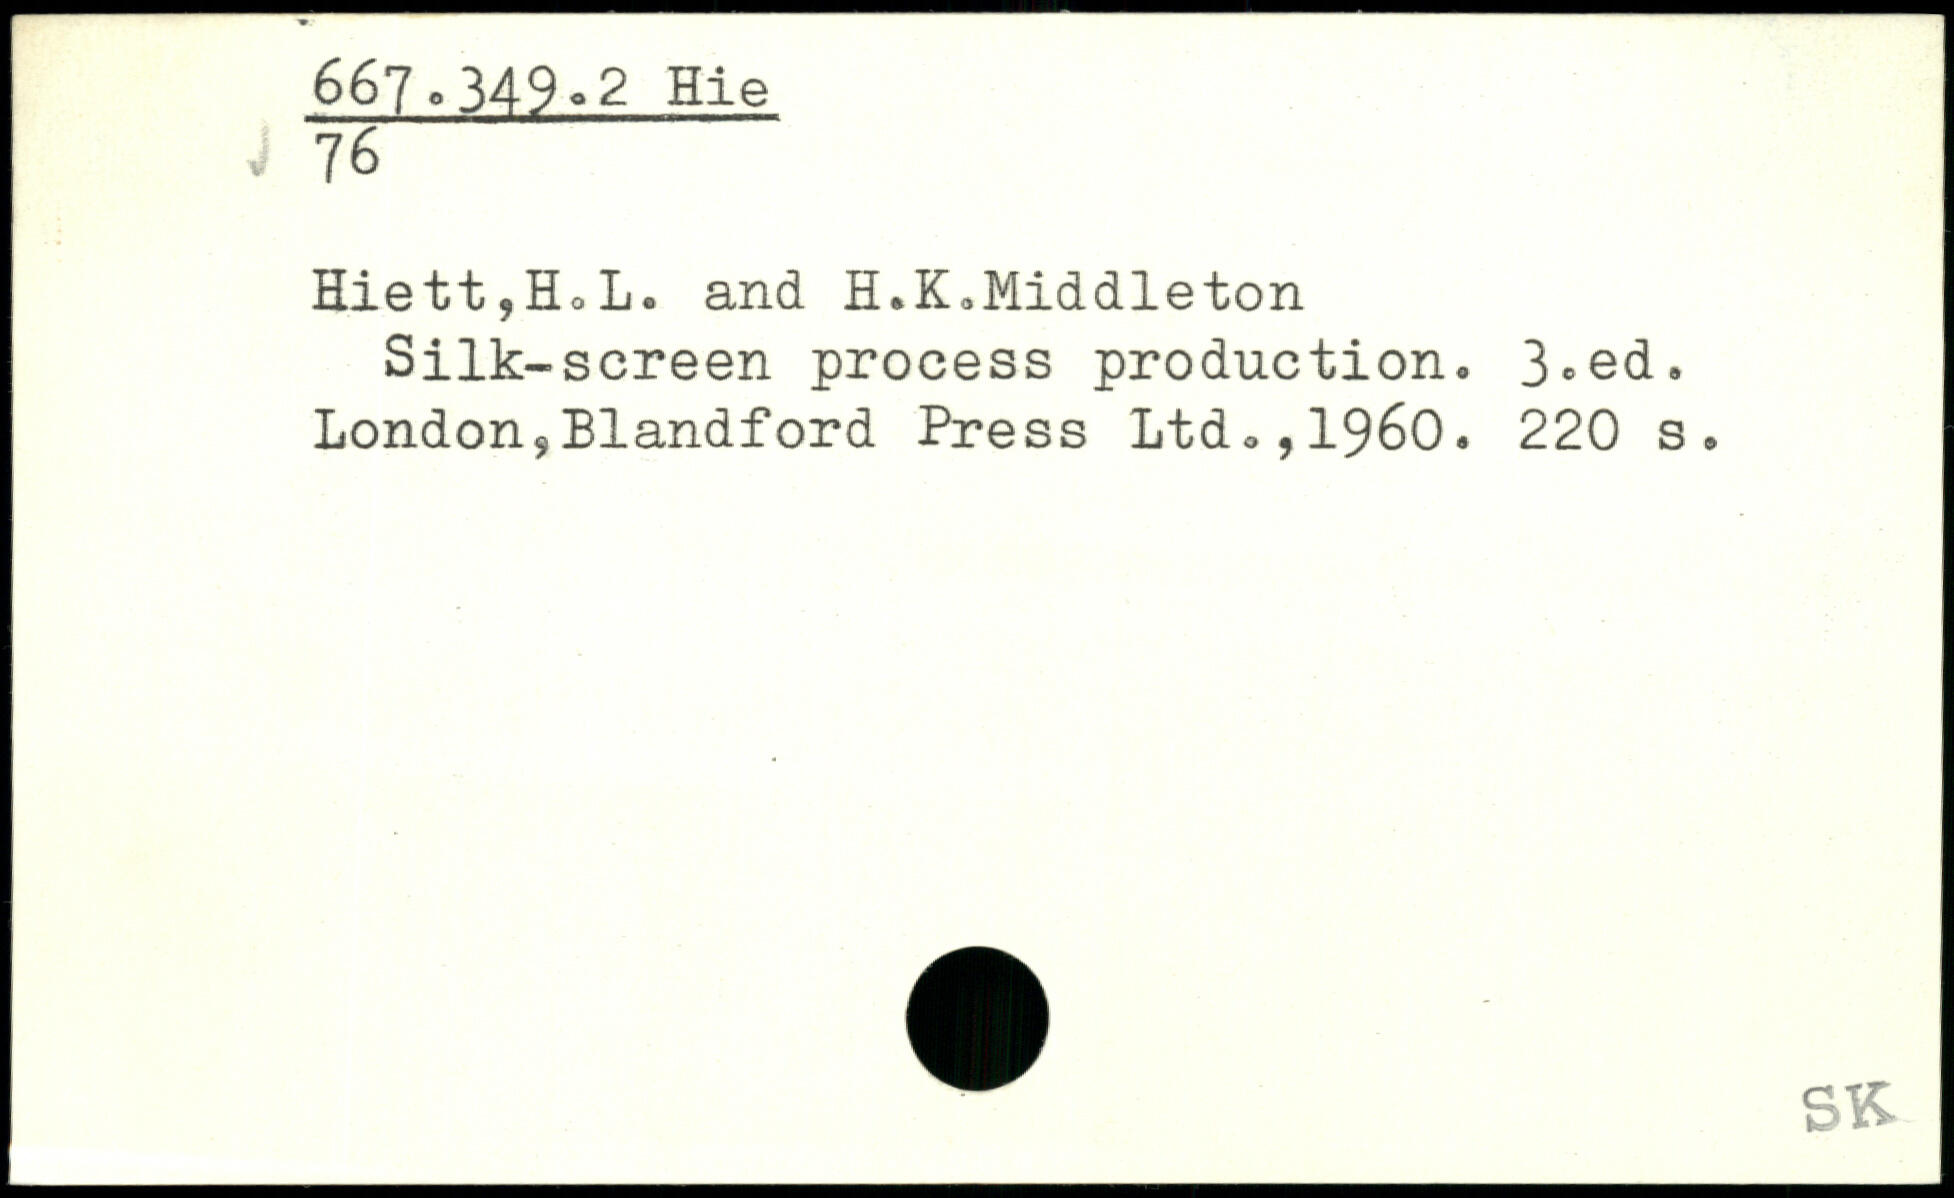 667.349.2 Hie
76
Hiett,H.L. and H.K.Middleton
Silk-screen process production. 3.ed.
London,Blandford Press Ltd.,1960. 220 s.
SK